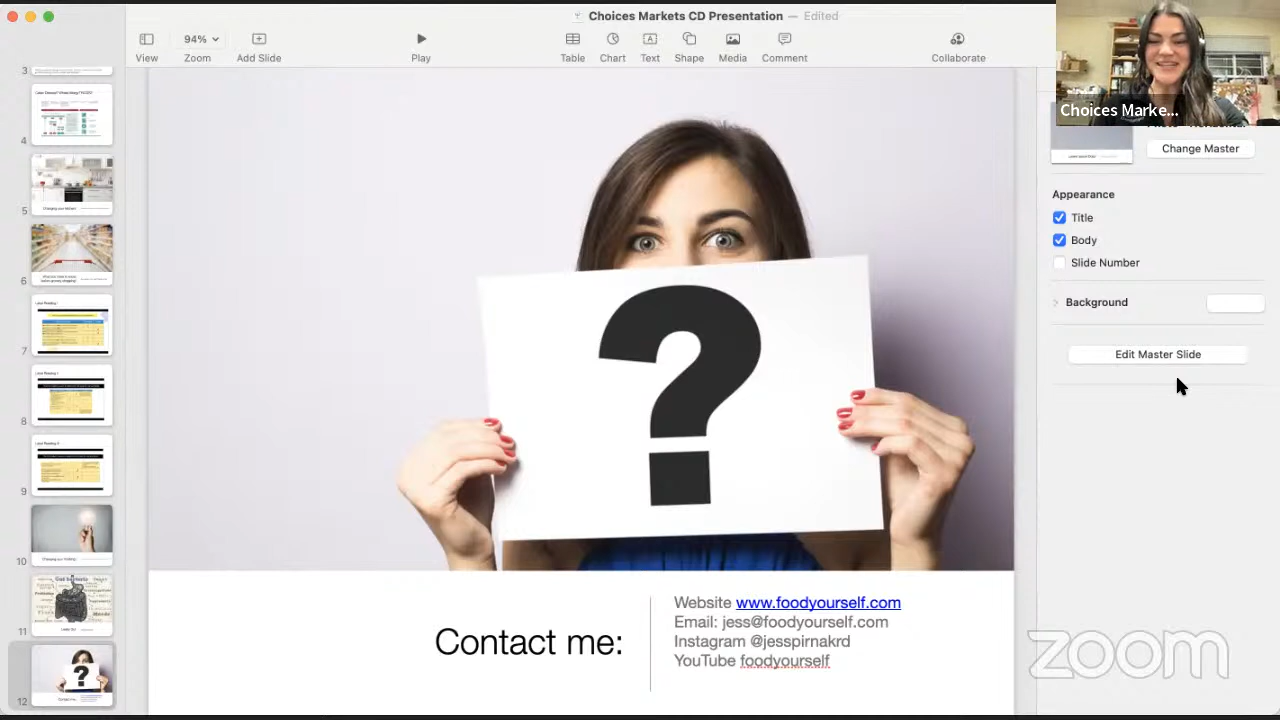 Choices Markets CD Presentation — Edited
94%
View
Zoom
Add Slide
Play
Table
Chart
Text
Shape
Media
Comment
Collaborate
Choices Marke...
Change Master
Appearance
Title
Body
Slide Number
Background
Edit Master Slide
3
4
5
6
7
8
9
10
11
12
?
Contact me:
Website www.foodyourself.com
Email: jess@foodyourself.com
Instagram @jesspirnakrd
YouTube foodyourself
zoom